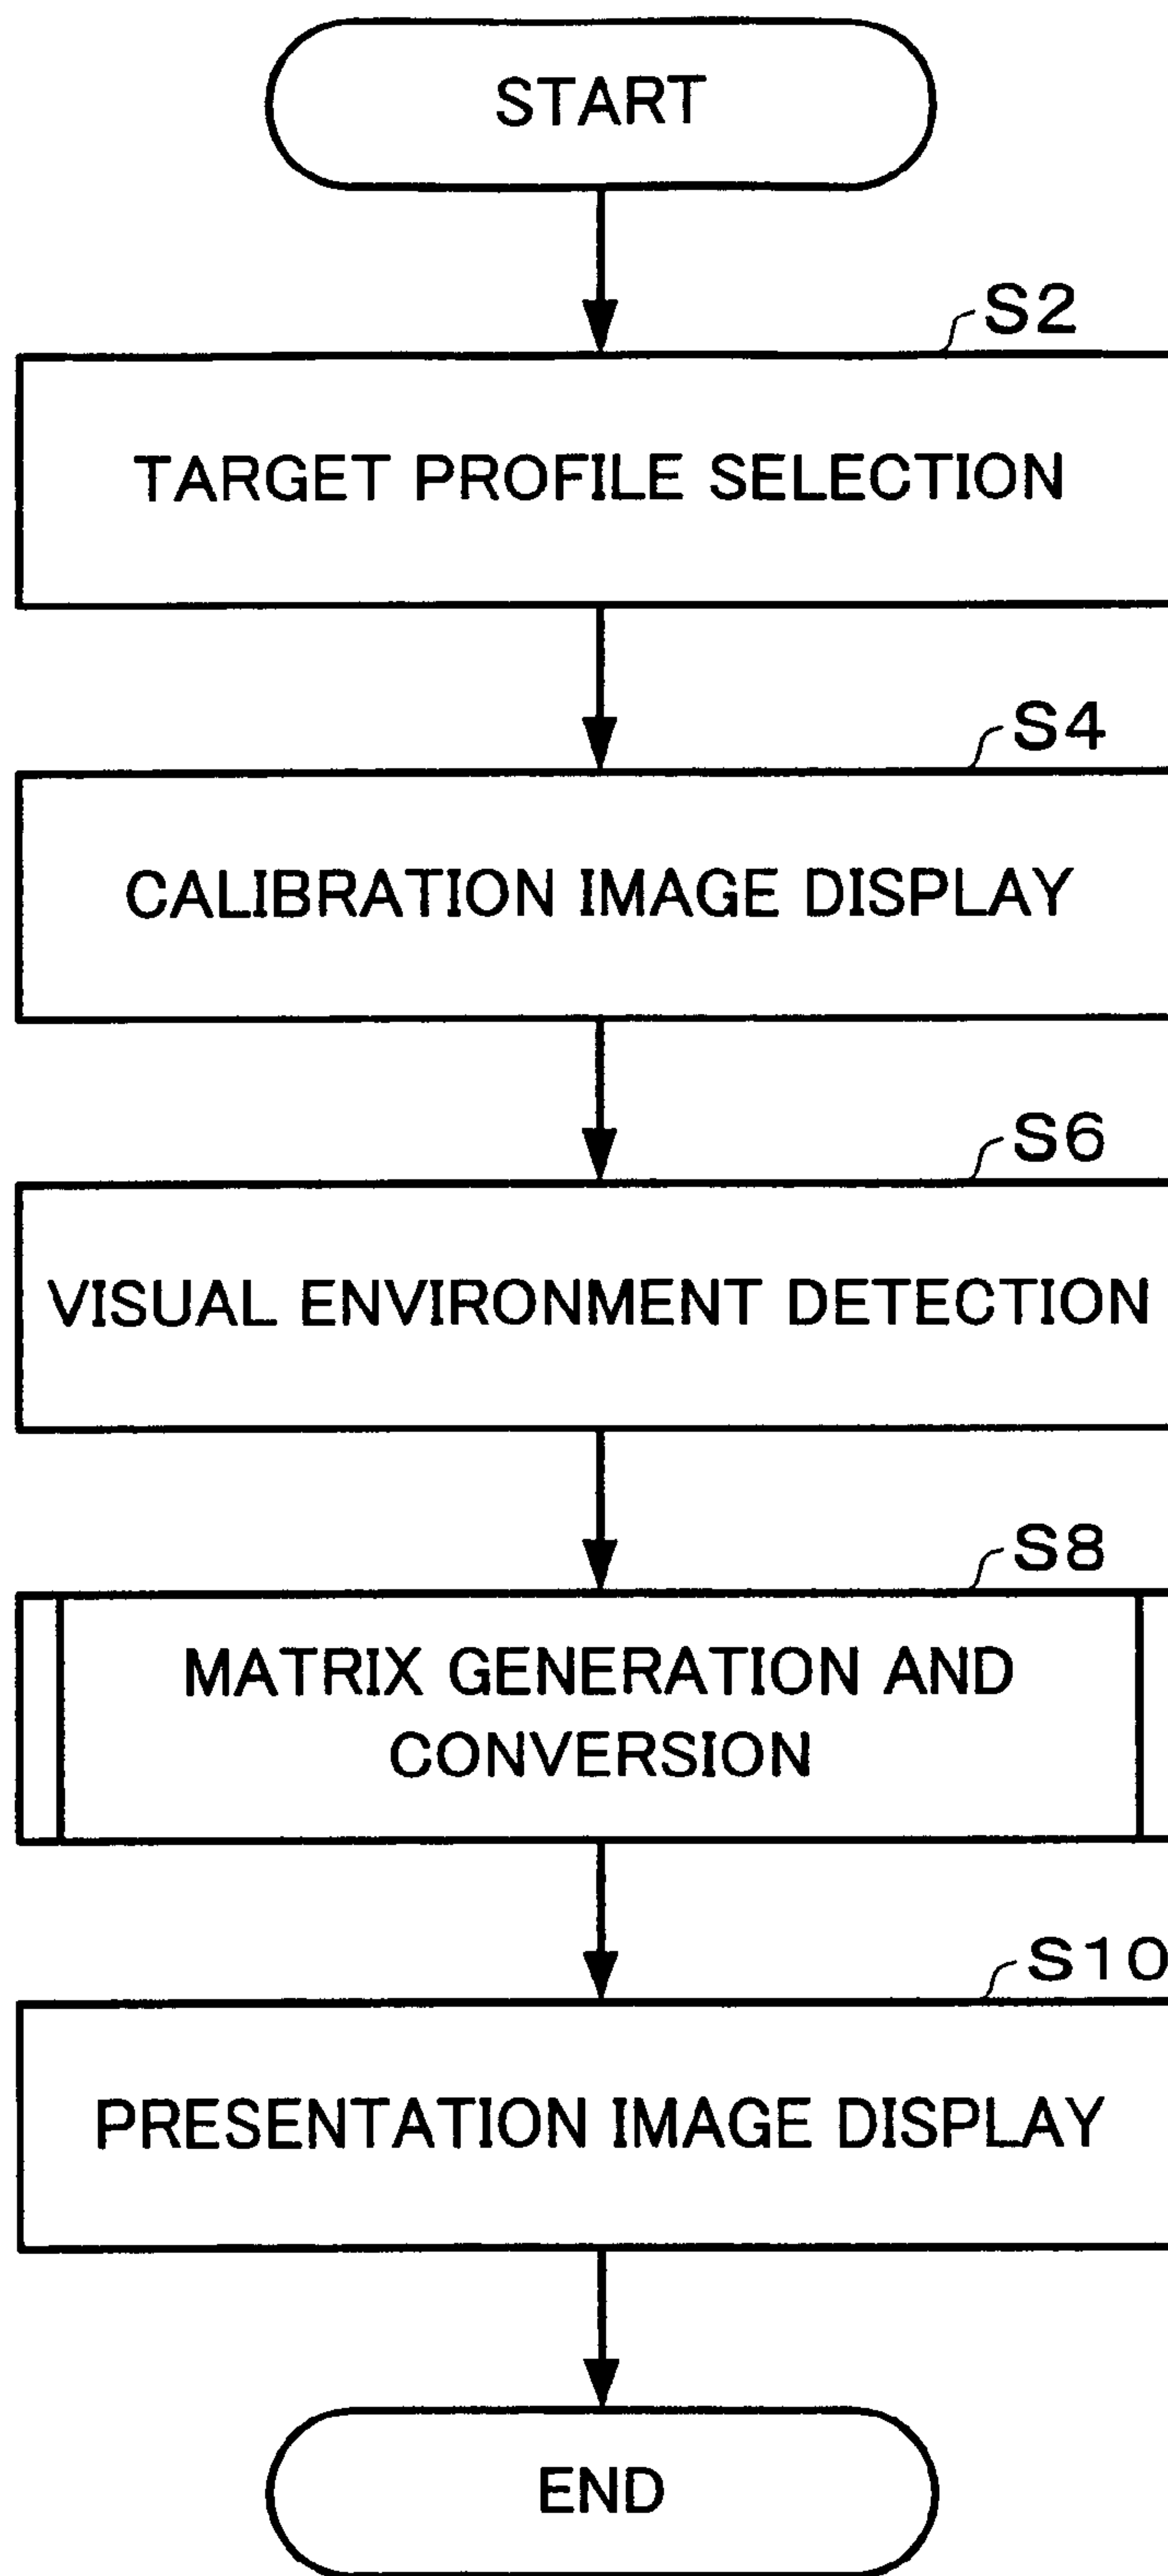 START
S2
TARGET PROFILE SELECTION
S4
CALIBRATION IMAGE DISPLAY
S6
VISUAL ENVIRONMENT DETECTION
S8
MATRIX GENERATION AND
CONVERSION
S10
PRESENTATION IMAGE DISPLAY
END